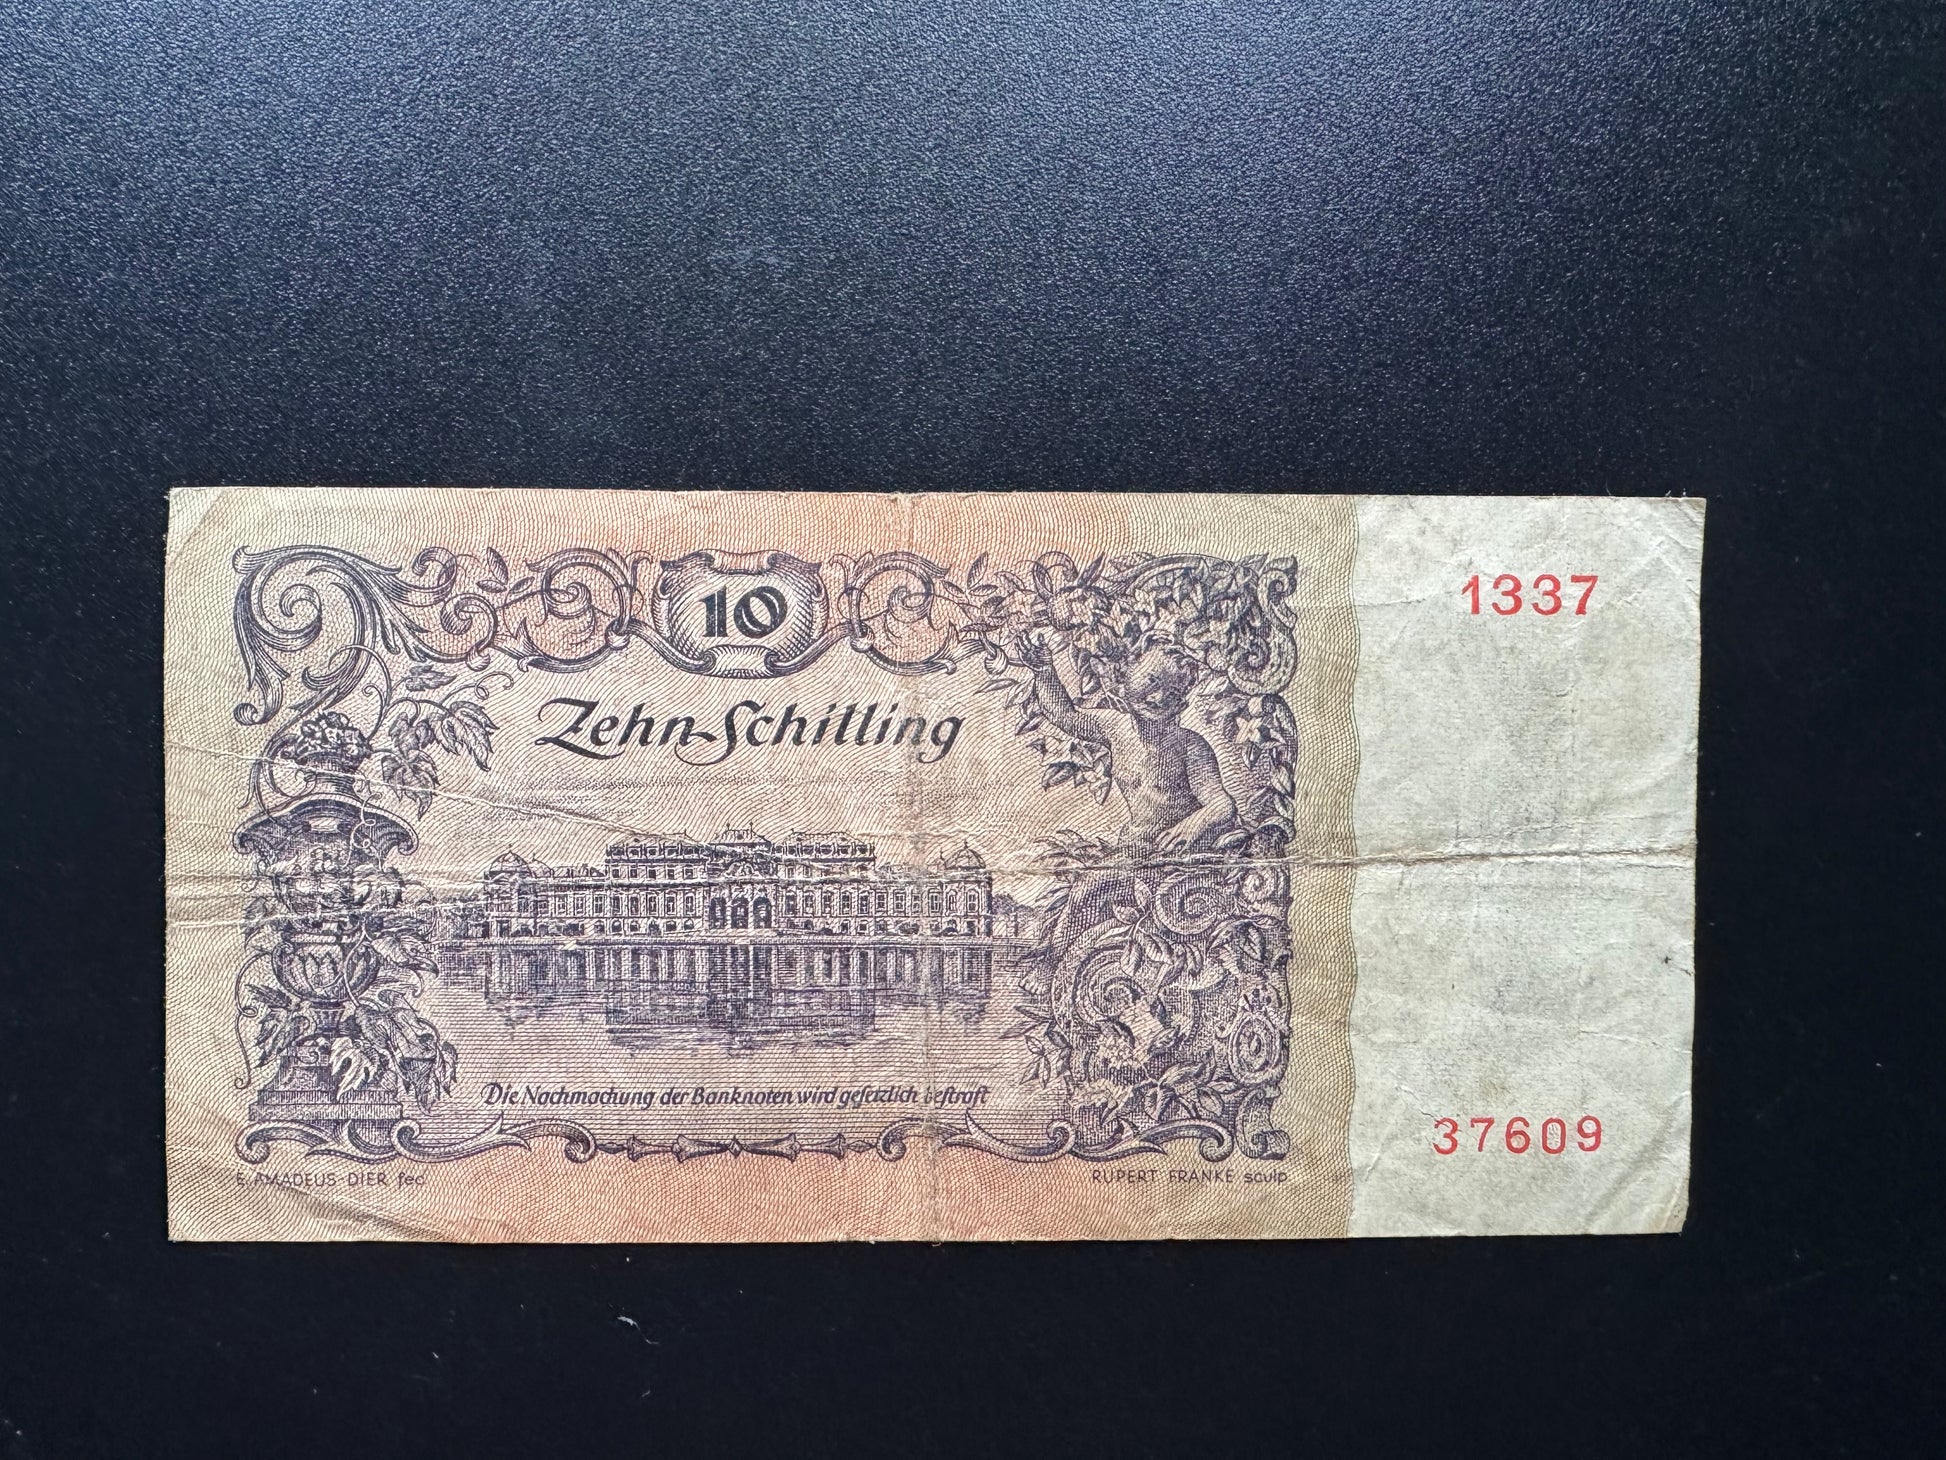 10
1337
Zehn Schilling
Die Nachmachung der Banknoten wird gesetzlich bestraft
37609
E. AMADEUS-DIER fec.
RUPERT FRANKE sculp.